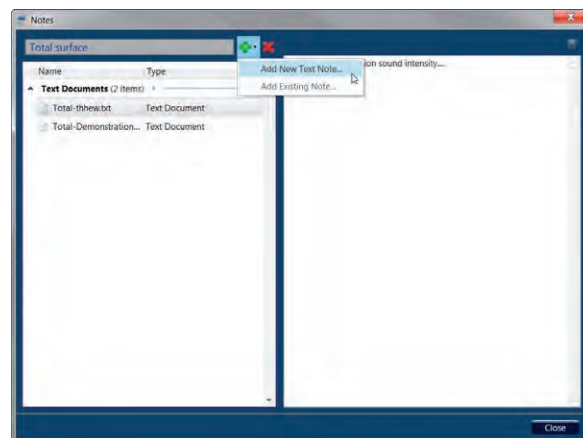 Notes
Total surface
Name Type
Text Documents (2 items)
Total-thhew.txt Text Document
Total-Demonstration... Text Document
Add New Text Note...
Add Existing Note...
ion sound intensity....
Close